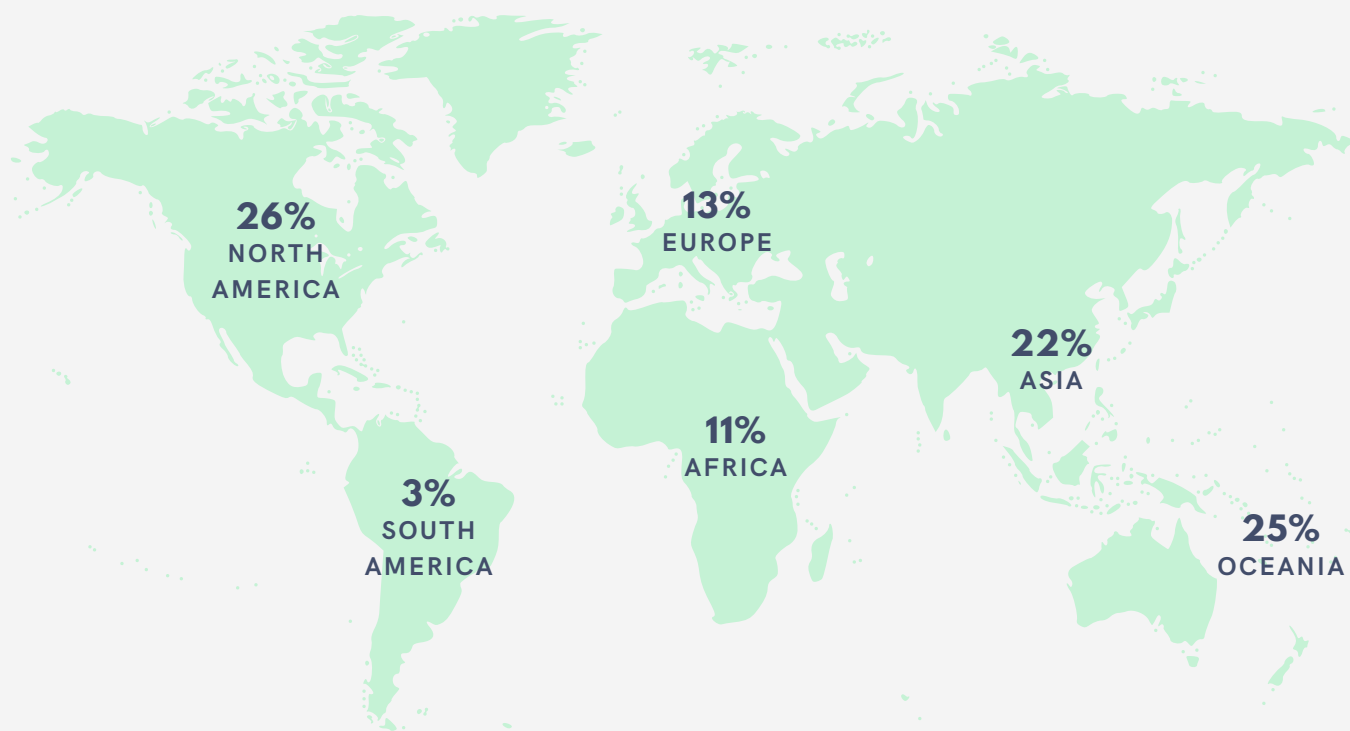 26%
NORTH
AMERICA
13%
EUROPE
22%
ASIA
11%
AFRICA
3%
SOUTH
AMERICA
25%
OCEANIA